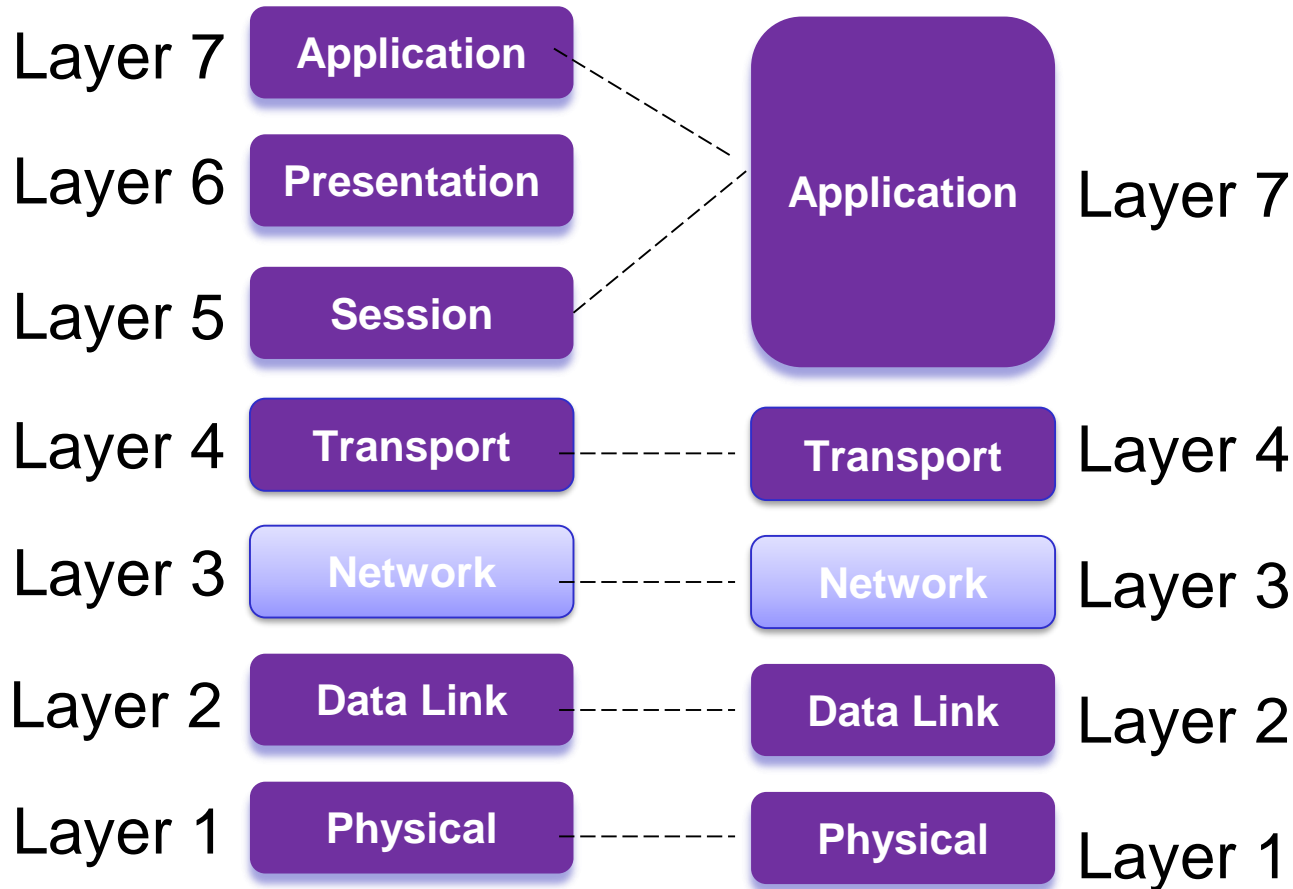 Layer 7 Application
Layer 6 Presentation
Layer 5 Session
Layer 4 Transport
Layer 3 Network
Layer 2 Data Link
Layer 1 Physical
Application Layer 7
Transport Layer 4
Network Layer 3
Data Link Layer 2
Physical Layer 1